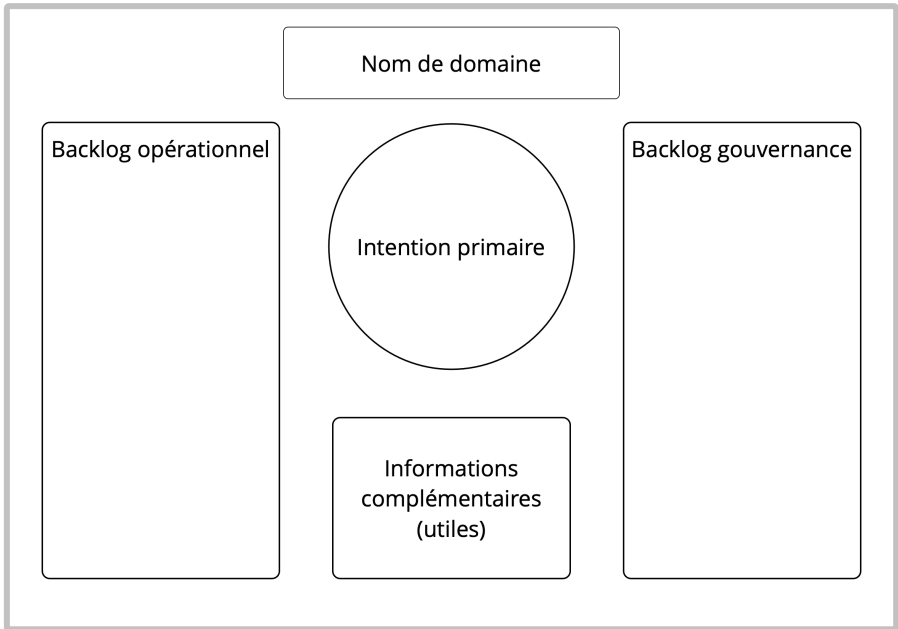 Nom de domaine
Backlog opérationnel
Intention primaire
Backlog gouvernance
Informations
complémentaires
(utiles)